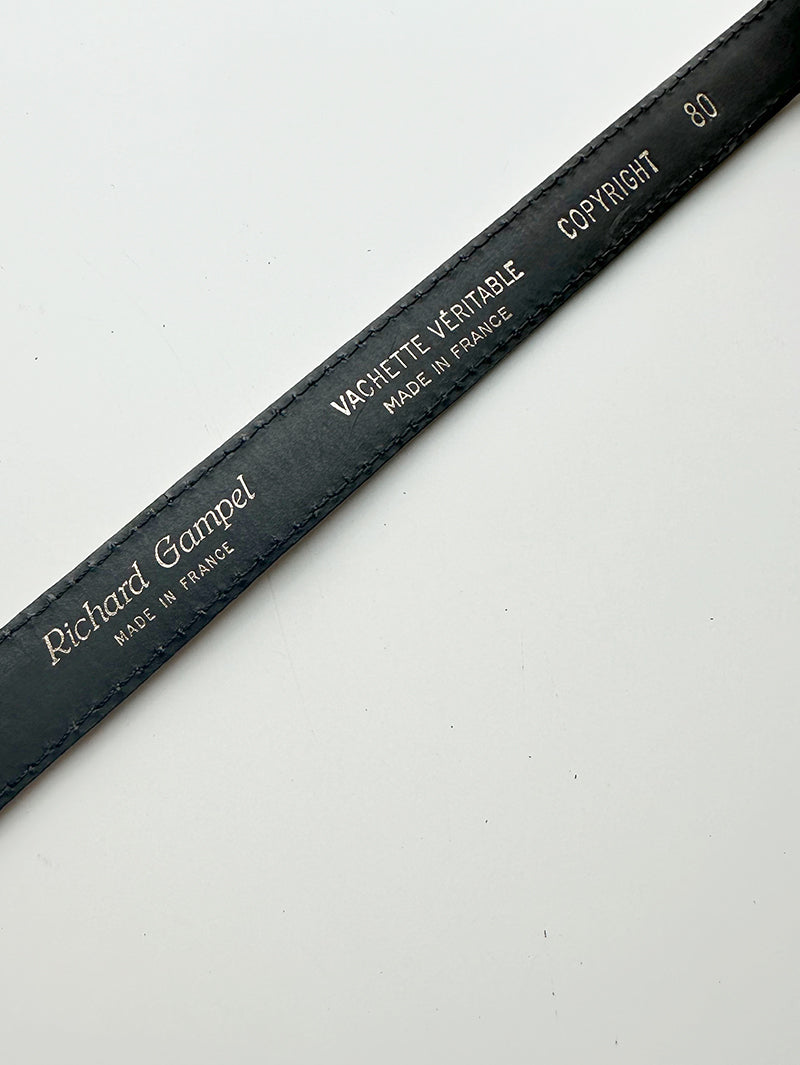 Richard Gampel
MADE IN FRANCE
VACHETTE VÉRITABLE
MADE IN FRANCE
COPYRIGHT
80